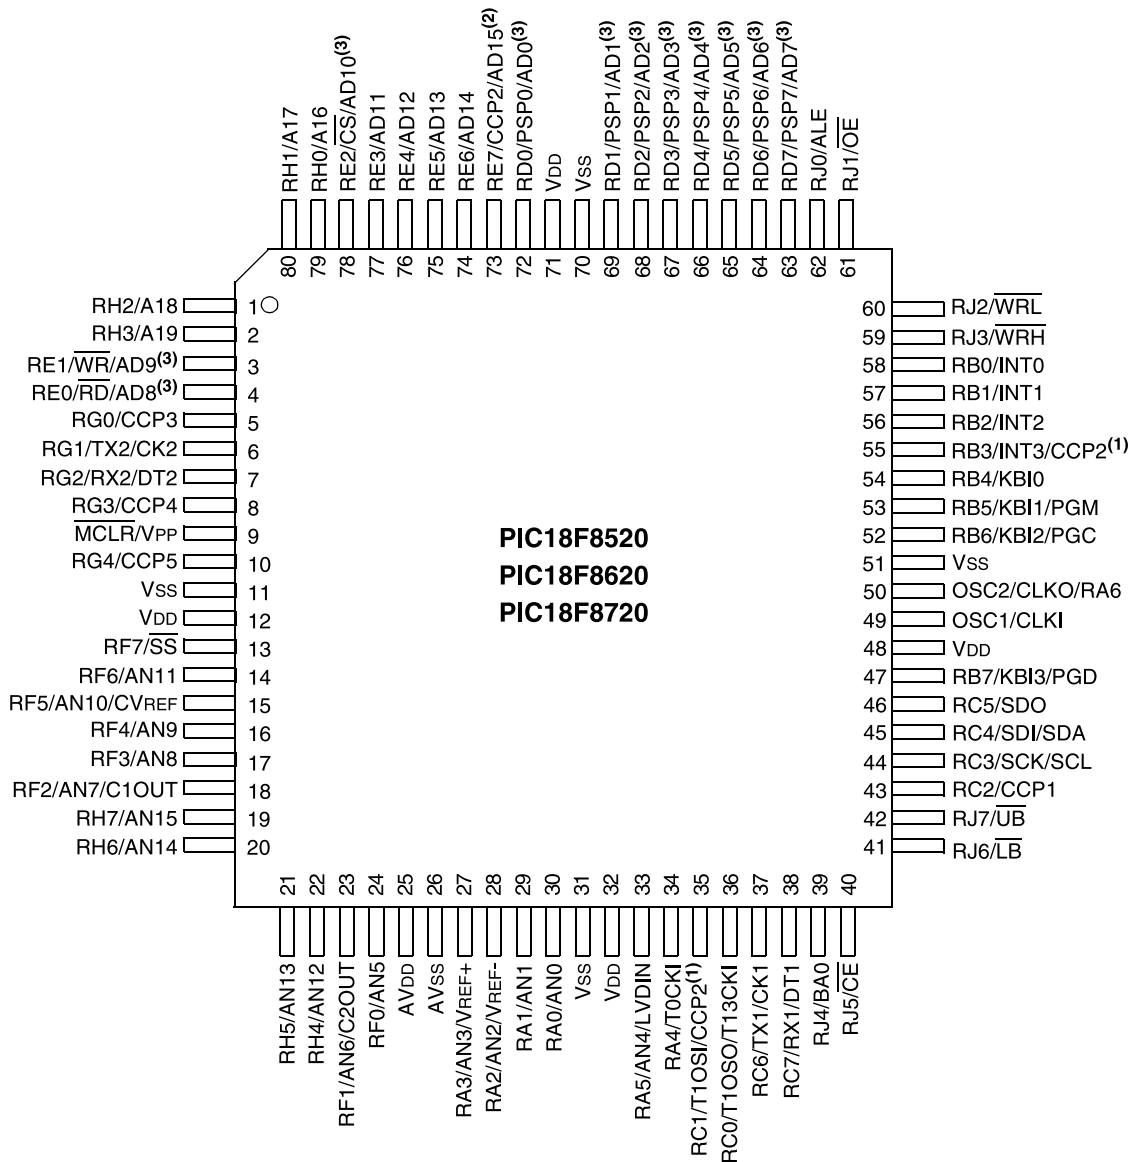 RH1/A17
RH0/A16
RE2/C̅S̅/AD10(3)
RE3/AD11
RE4/AD12
RE5/AD13
RE6/AD14
RE7/CCP2/AD15(2)
RD0/PSP0/AD0(3)
VDD
VSS
RD1/PSP1/AD1(3)
RD2/PSP2/AD2(3)
RD3/PSP3/AD3(3)
RD4/PSP4/AD4(3)
RD5/PSP5/AD5(3)
RD6/PSP6/AD6(3)
RD7/PSP7/AD7(3)
RJ0/ALE
RJ1/O̅E̅
80 79 78 77 76 75 74 73 72 71 70 69 68 67 66 65 64 63 62 61
RH2/A18 1
RH3/A19 2
RE1/W̅R̅/AD9(3) 3
RE0/R̅D̅/AD8(3) 4
RG0/CCP3 5
RG1/TX2/CK2 6
RG2/RX2/DT2 7
RG3/CCP4 8
M̅C̅L̅R̅/VPP 9
RG4/CCP5 10
VSS 11
VDD 12
RF7/S̅S̅ 13
RF6/AN11 14
RF5/AN10/CVREF 15
RF4/AN9 16
RF3/AN8 17
RF2/AN7/C1OUT 18
RH7/AN15 19
RH6/AN14 20
PIC18F8520
PIC18F8620
PIC18F8720
60 RJ2/W̅R̅L̅
59 RJ3/W̅R̅H̅
58 RB0/INT0
57 RB1/INT1
56 RB2/INT2
55 RB3/INT3/CCP2(1)
54 RB4/KBI0
53 RB5/KBI1/PGM
52 RB6/KBI2/PGC
51 VSS
50 OSC2/CLKO/RA6
49 OSC1/CLKI
48 VDD
47 RB7/KBI3/PGD
46 RC5/SDO
45 RC4/SDI/SDA
44 RC3/SCK/SCL
43 RC2/CCP1
42 RJ7/U̅B̅
41 RJ6/L̅B̅
21 22 23 24 25 26 27 28 29 30 31 32 33 34 35 36 37 38 39 40
RH5/AN13
RH4/AN12
RF1/AN6/C2OUT
RF0/AN5
AVDD
AVSS
RA3/AN3/VREF+
RA2/AN2/VREF-
RA1/AN1
RA0/AN0
VSS
VDD
RA5/AN4/LVDIN
RA4/T0CKI
RC1/T1OSI/CCP2(1)
RC0/T1OSO/T13CKI
RC6/TX1/CK1
RC7/RX1/DT1
RJ4/BA0
RJ5/C̅E̅